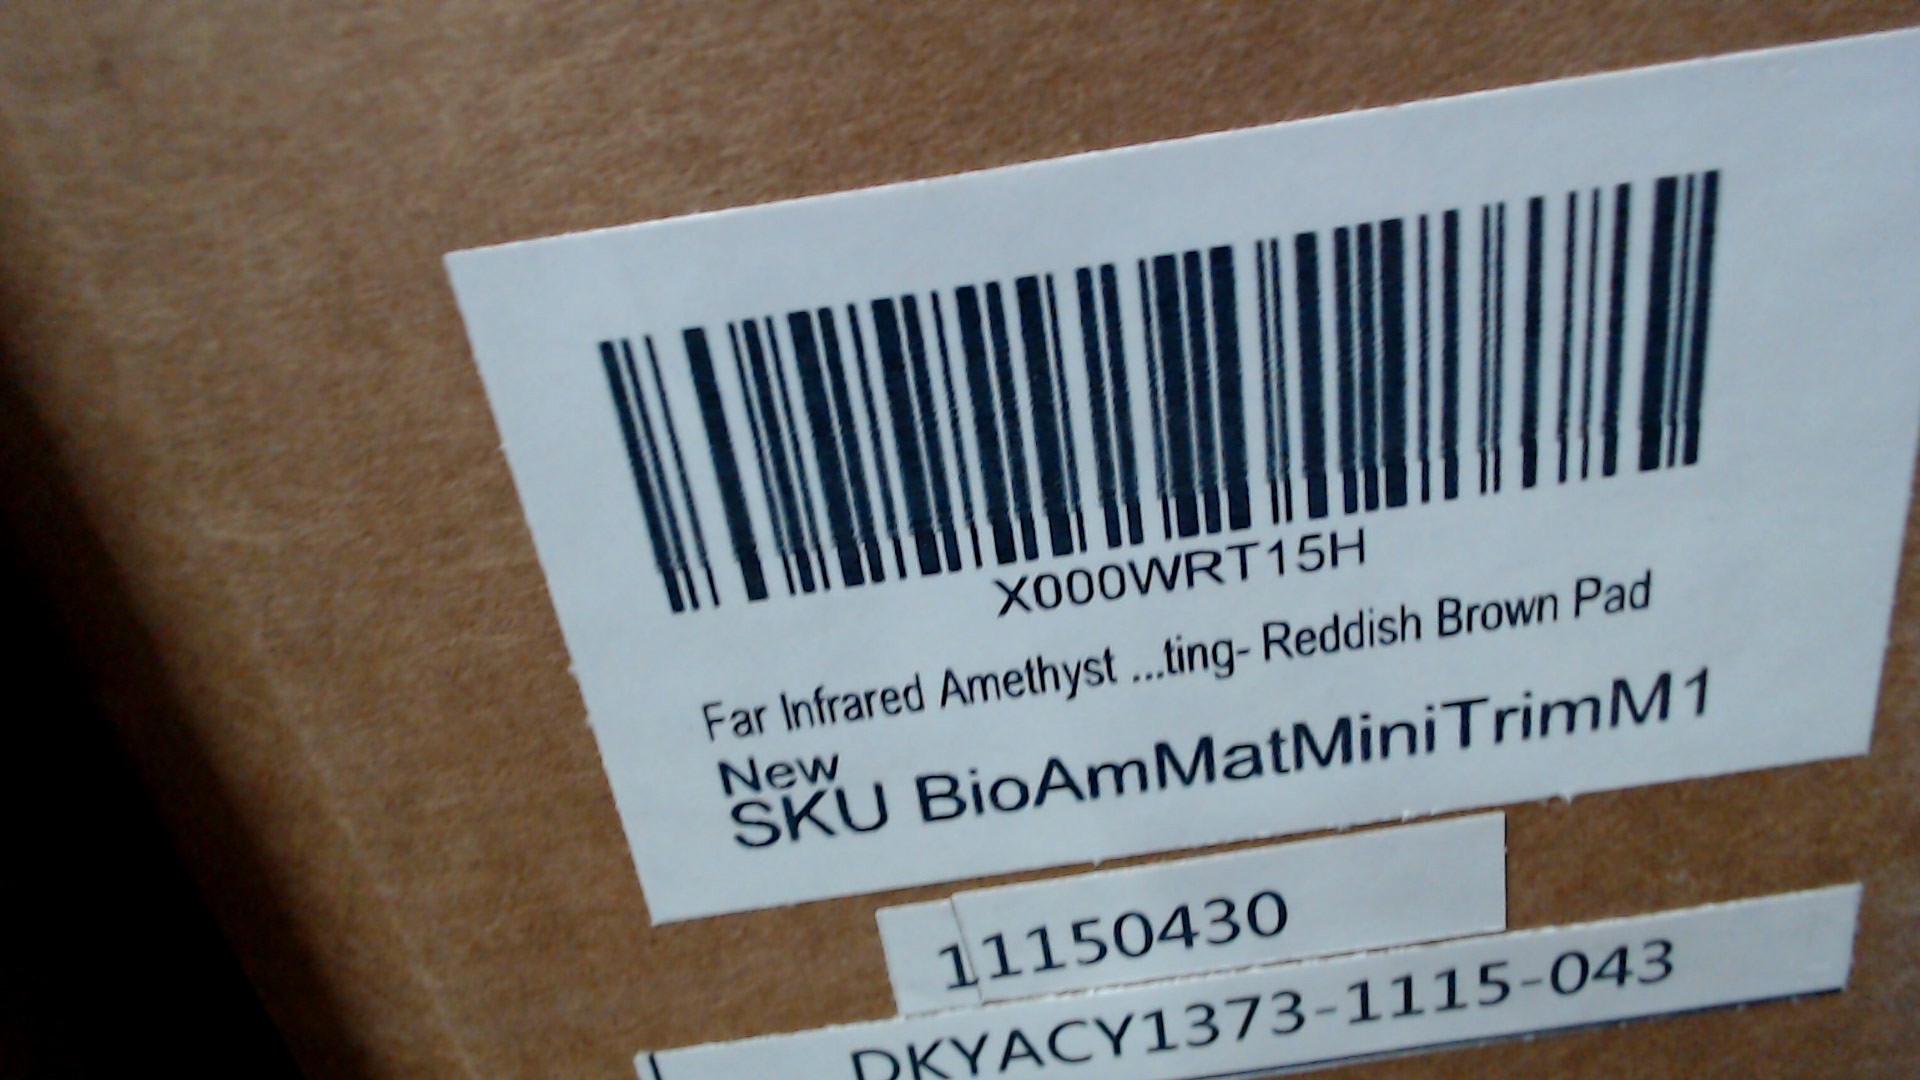 X000WRT15H
Far Infrared Amethyst ...ting- Reddish Brown Pad
New
SKU BioAmMatMiniTrimM1
11150430
DKYACY1373-1115-043